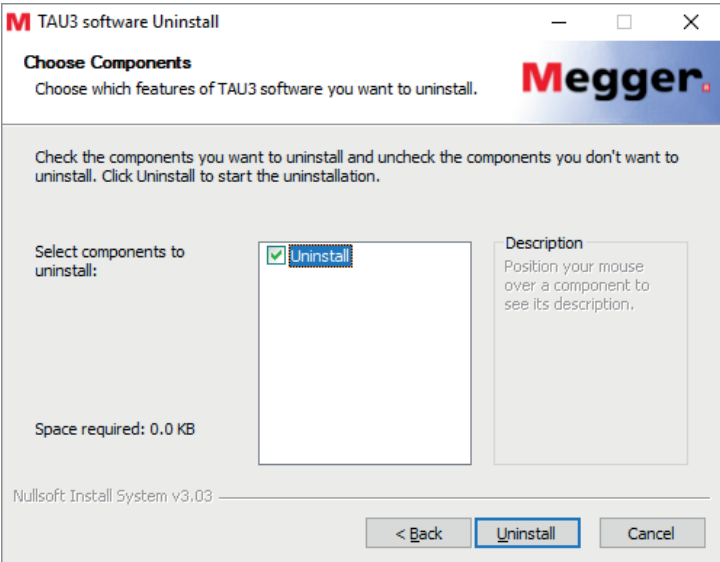 M TAU3 software Uninstall
Choose Components
Choose which features of TAU3 software you want to uninstall.
Megger.
Check the components you want to uninstall and uncheck the components you don't want to
uninstall. Click Uninstall to start the uninstallation.
Select components to
uninstall:
Uninstall
Description
Position your mouse
over a component to
see its description.
Space required: 0.0 KB
Nullsoft Install System v3.03
< Back
Uninstall
Cancel